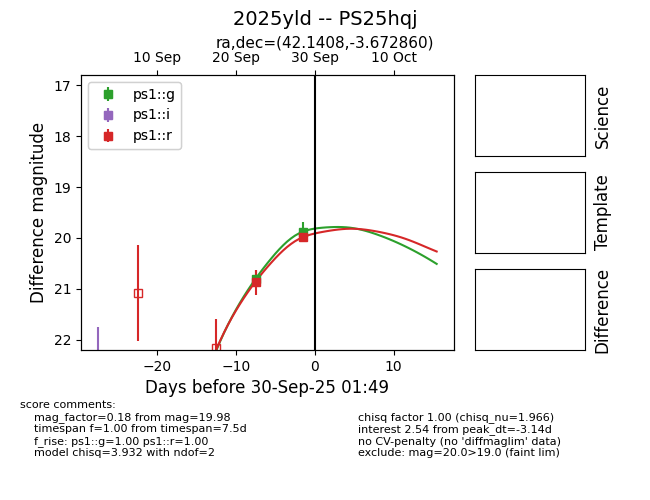 2025yld -- PS25hqj
ra,dec=(42.1408,-3.672860)
10 Sep 20 Sep 30 Sep 10 Oct
ps1::g
ps1::i
ps1::r
17
18
19
20
21
22
Difference magnitude
−20 −10 0 10
Days before 30-Sep-25 01:49
Science
Template
Difference
score comments:
mag_factor=0.18 from mag=19.98
timespan f=1.00 from timespan=7.5d
f_rise: ps1::g=1.00 ps1::r=1.00
model chisq=3.932 with ndof=2
chisq factor 1.00 (chisq_nu=1.966)
interest 2.54 from peak_dt=-3.14d
no CV-penalty (no 'diffmaglim' data)
exclude: mag=20.0>19.0 (faint lim)